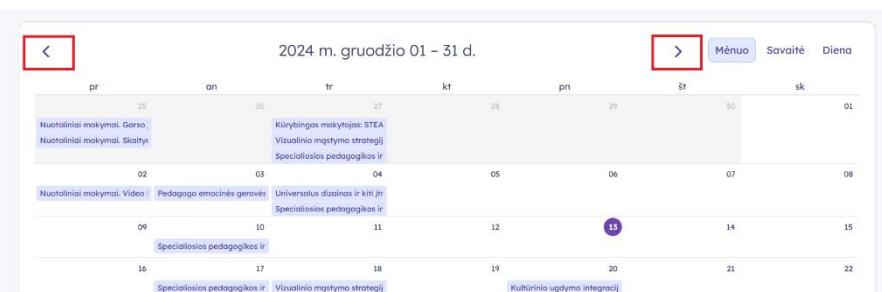 2024 m. gruodžio 01 – 31 d. Mėnuo Savaitė Diena
pr an tr kt pn št sk
25 26 27 28 29 30 01
Nuotoliniai mokymai. Garso Kūrybingas mokytojas: STEA
Nuotoliniai mokymai. Skaity Vizualinio mąstymo strategij
Specialiosios pedagogikos ir
02 03 04 05 06 07 08
Nuotoliniai mokymai. Video Pedagogo emocinės gerovės Universalus dizainas ir kiti įtr
Specialiosios pedagogikos ir
09 10 11 12 13 14 15
Specialiosios pedagogikos ir
16 17 18 19 20 21 22
Specialiosios pedagogikos ir Vizualinio mąstymo strategij Kultūrinio ugdymo integracij